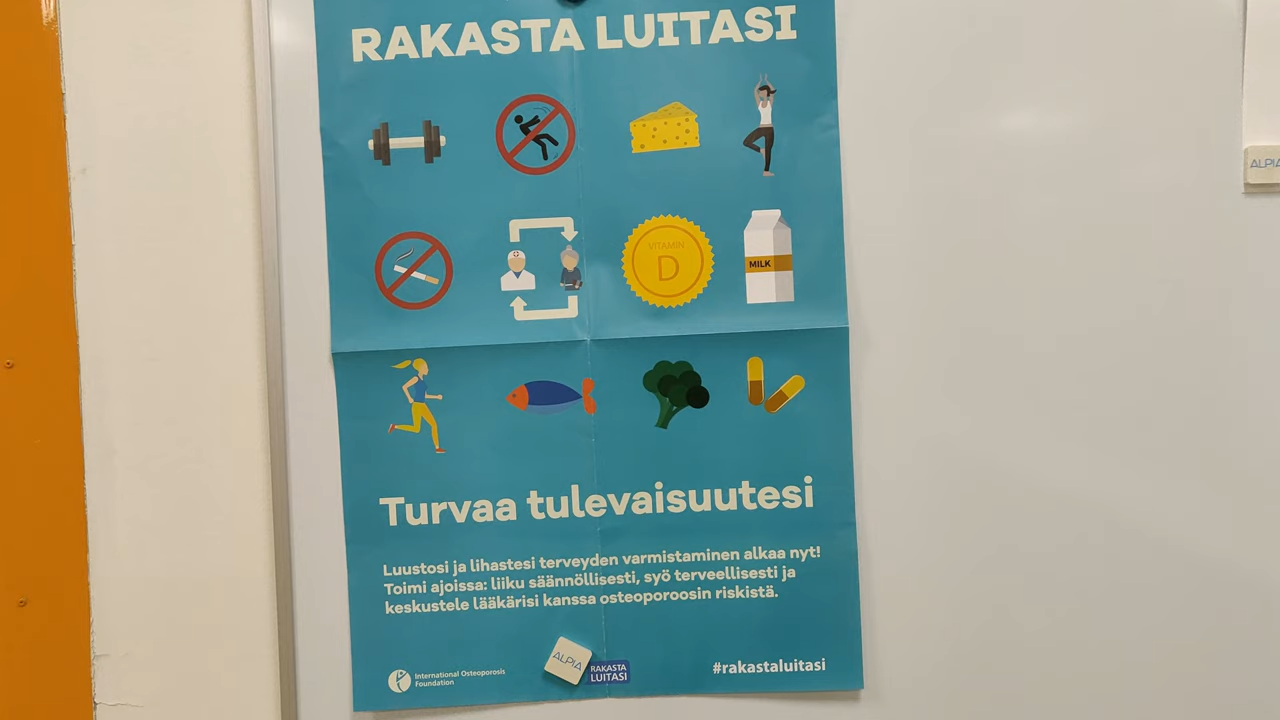 RAKASTA LUITASI
VITAMIN
D
MILK
Turvaa tulevaisuutesi
Luustosi ja lihastesi terveyden varmistaminen alkaa nyt!
Toimi ajoissa: liiku säännöllisesti, syö terveellisesti ja
keskustele lääkärisi kanssa osteoporoosin riskistä.
International Osteoporosis
Foundation
ALPIA
RAKASTA
LUITASI
#rakastaluitasi
ALPIA